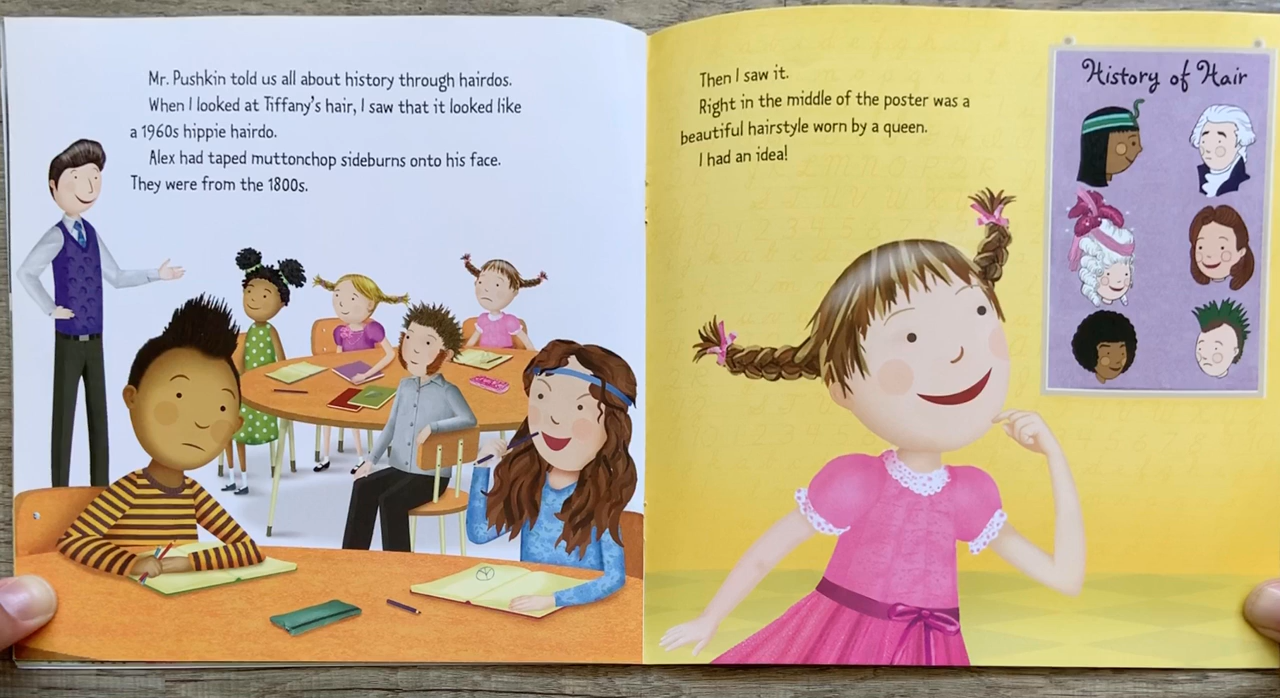 Mr. Pushkin told us all about history through hairdos.
When I looked at Tiffany's hair, I saw that it looked like
a 1960s hippie hairdo.
Alex had taped muttonchop sideburns onto his face.
They were from the 1800s.
Then I saw it.
Right in the middle of the poster was a
beautiful hairstyle worn by a queen.
I had an idea!
History of Hair